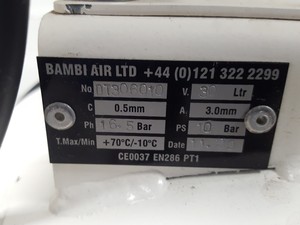 BAMBI AIR LTD +44 (0)121 322 2299
No V. Ltr
C 0.5mm A 3.0mm
Ph Bar PS 10 Bar
T.Max/Min +70°C/-10°C Date
CE0037 EN286 PT1